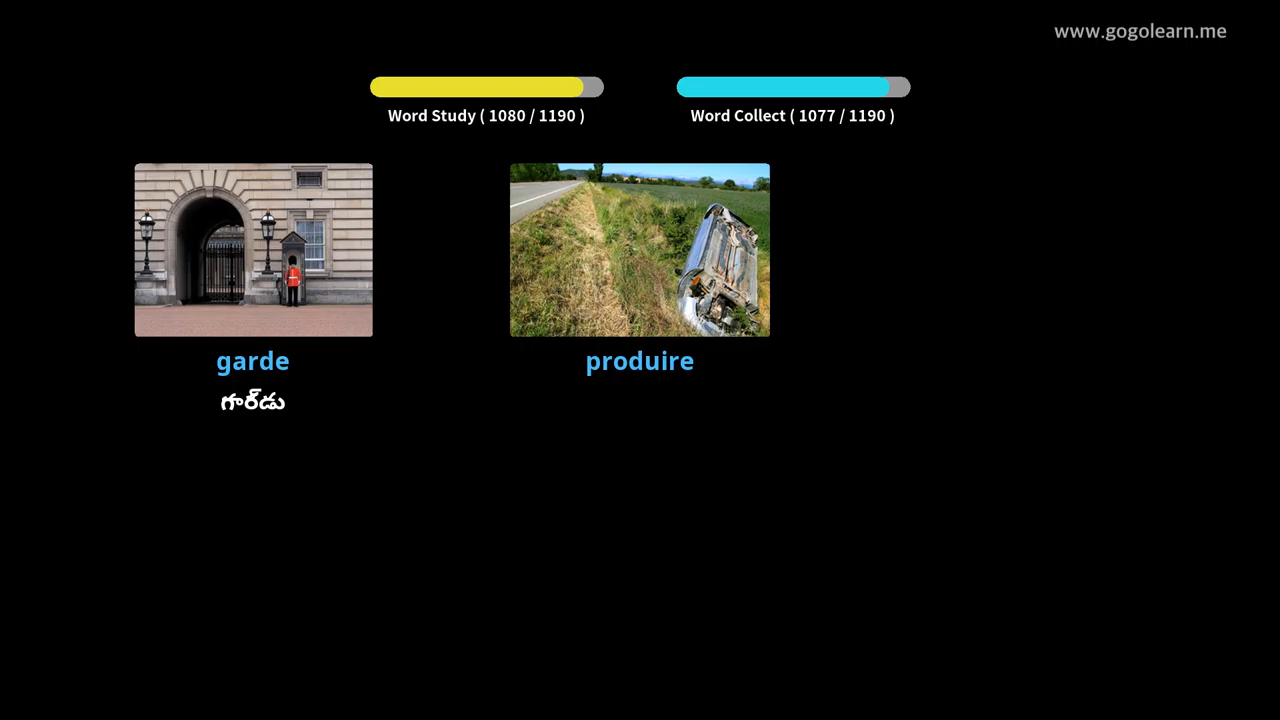 www.gogolearn.me
Word Study ( 1080 / 1190 )
Word Collect ( 1077 / 1190 )
garde
produire
గార్డు